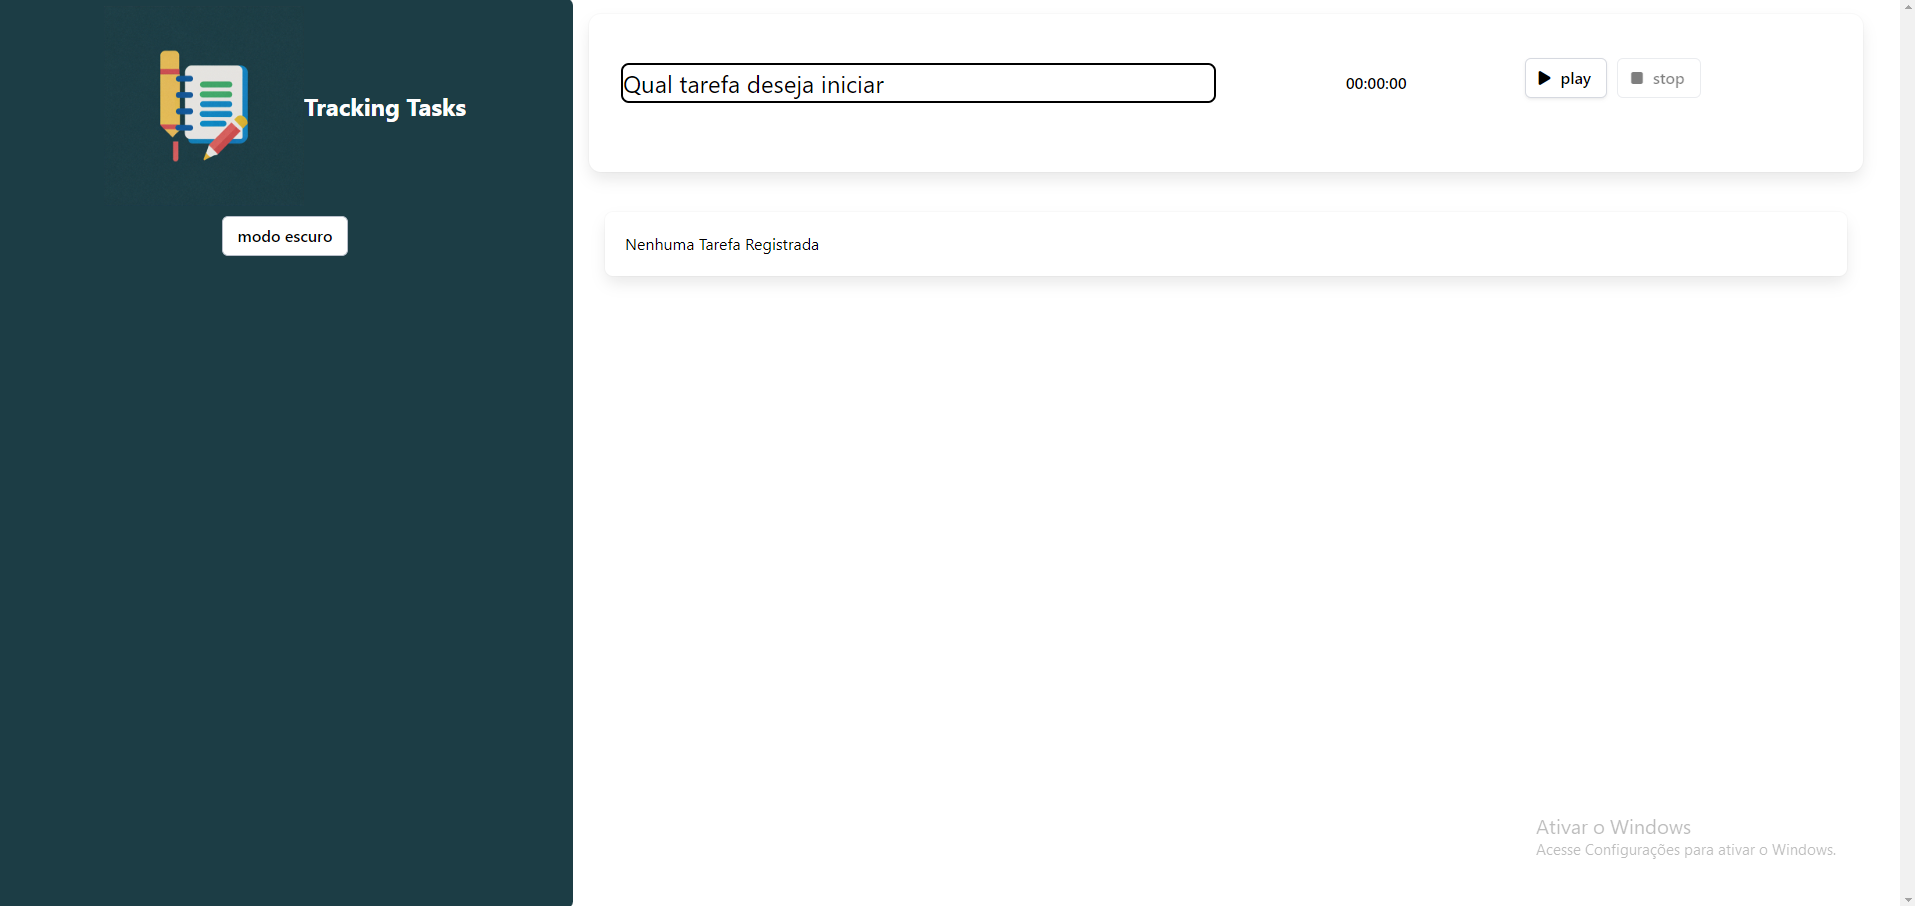 Tracking Tasks
modo escuro
Qual tarefa deseja iniciar
00:00:00
play
stop
Nenhuma Tarefa Registrada
Ativar o Windows
Acesse Configurações para ativar o Windows.